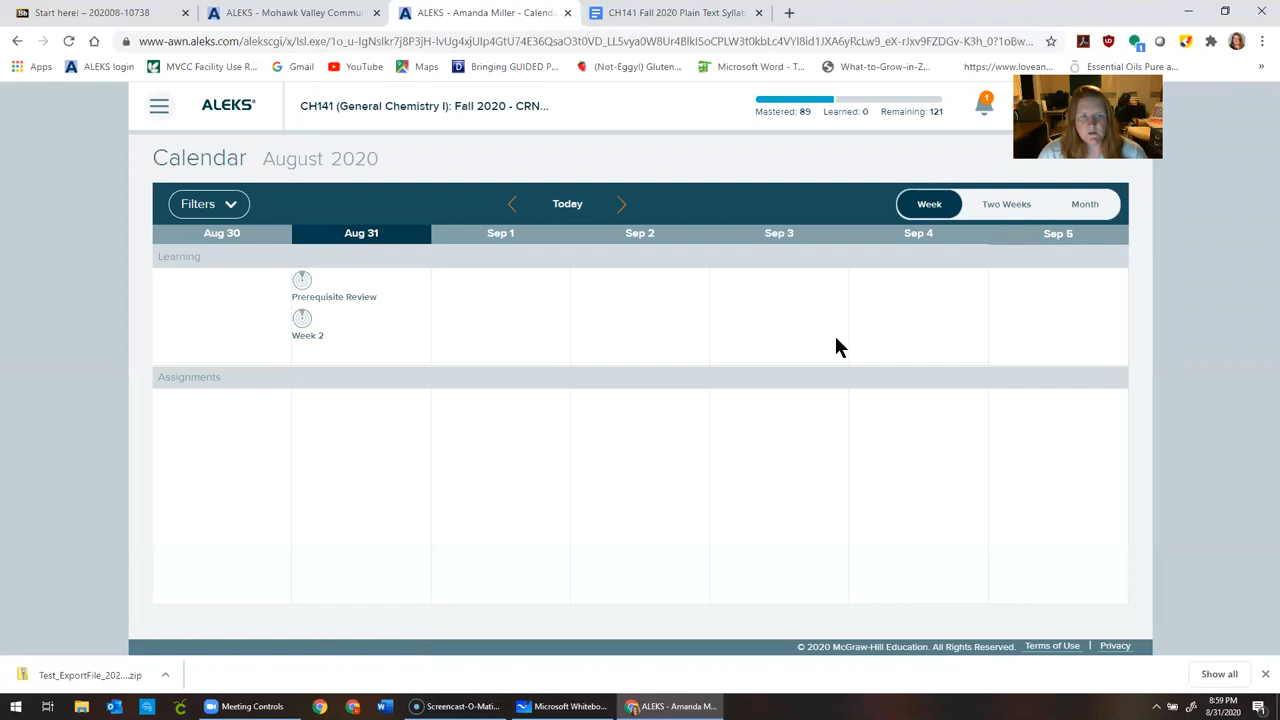 Start here! – 202008-10738
ALEKS - Mohawk Valley Commu
ALEKS - Amanda Miller - Calenda
CH141 Fall 2020 Plain Text Syllab
Apps
ALEKS login
MVCC Facility Use R...
Gmail
YouTube
Maps
Bringing GUIDED P...
(Not-Eggy!) Gluten...
Microsoft Word - T...
What-to-Grow-in-Z...
https://www.lovean...
Essential Oils Pure a...
»
ALEKS®
CH141 (General Chemistry I): Fall 2020 - CRN...
Mastered: 89 Learned: 0 Remaining: 121
1
Calendar August 2020
Filters
Today
Week Two Weeks Month
Aug 30 Aug 31 Sep 1 Sep 2 Sep 3 Sep 4 Sep 5
Learning
Prerequisite Review
Week 2
Assignments
© 2020 McGraw-Hill Education. All Rights Reserved. Terms of Use | Privacy
Test_ExportFile_202....zip
Show all
Meeting Controls
Screencast-O-Mati...
Microsoft Whitebo...
ALEKS - Amanda M...
8:59 PM
8/31/2020